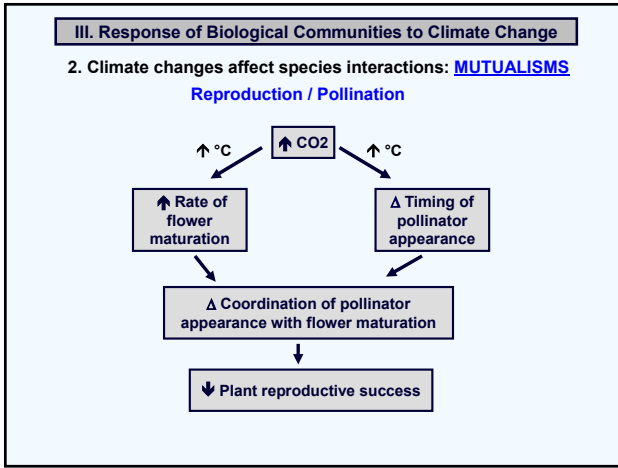 III. Response of Biological Communities to Climate Change
2. Climate changes affect species interactions: MUTUALISMS
Reproduction / Pollination
↑ CO2
↑ °C
↑ °C
↑ Rate of
flower
maturation
Δ Timing of
pollinator
appearance
Δ Coordination of pollinator
appearance with flower maturation
↓ Plant reproductive success